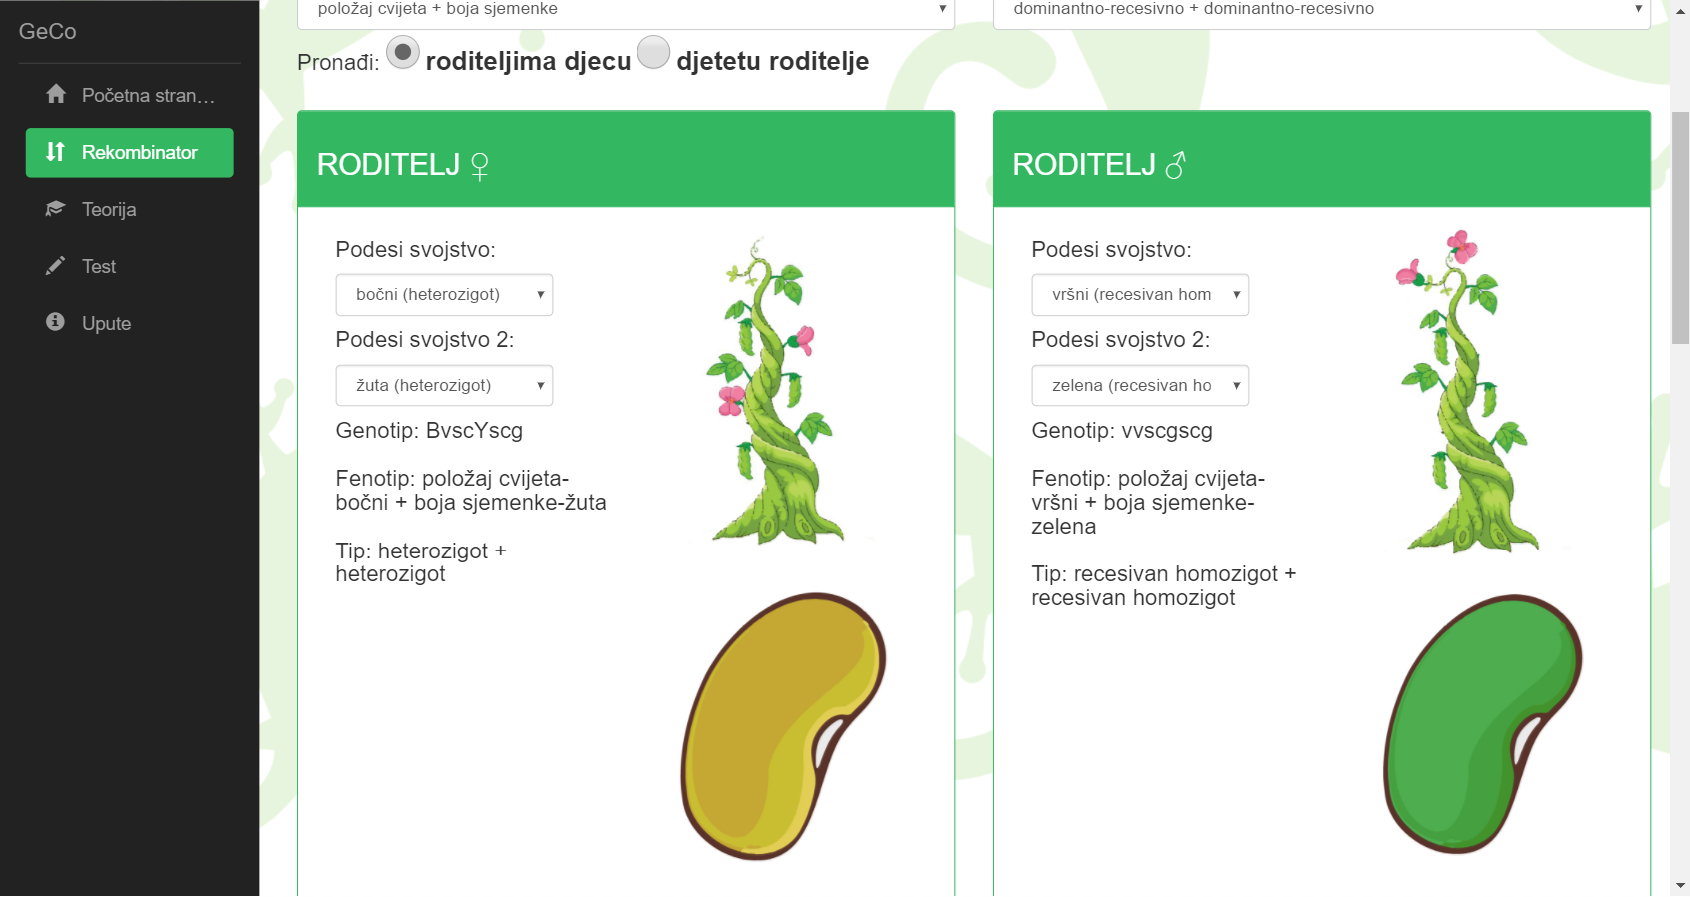 GeCo
Početna stran...
Rekombinator
Teorija
Test
Upute
položaj cvijeta + boja sjemenke
dominantno-recesivno + dominantno-recesivno
Pronađi: roditeljima djecu djetetu roditelje
RODITELJ ♀
Podesi svojstvo:
bočni (heterozigot)
Podesi svojstvo 2:
žuta (heterozigot)
Genotip: BvscYscg
Fenotip: položaj cvijeta-
bočni + boja sjemenke-žuta
Tip: heterozigot +
heterozigot
RODITELJ ♂
Podesi svojstvo:
vršni (recesivan hom
Podesi svojstvo 2:
zelena (recesivan ho
Genotip: vvscgscg
Fenotip: položaj cvijeta-
vršni + boja sjemenke-
zelena
Tip: recesivan homozigot +
recesivan homozigot